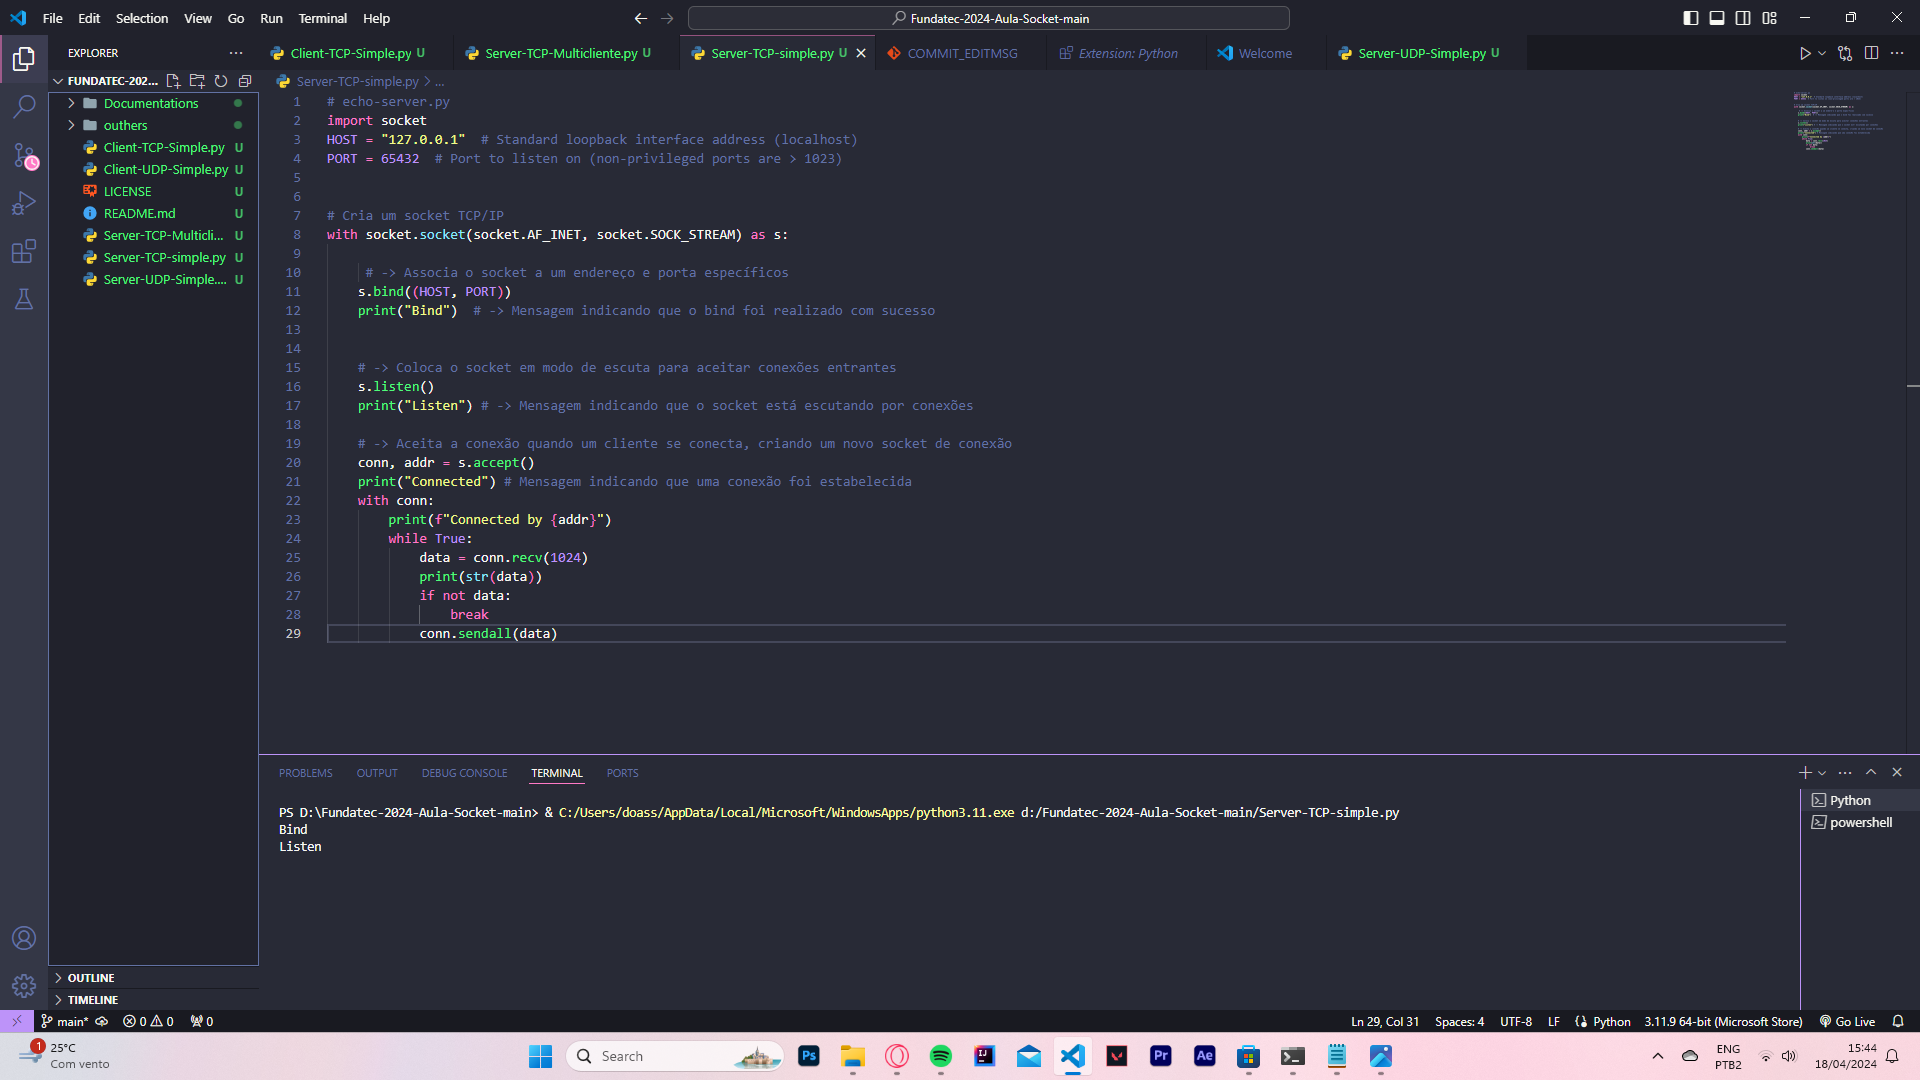 File Edit Selection View Go Run Terminal Help
Fundatec-2024-Aula-Socket-main
EXPLORER
Client-TCP-Simple.py U
Server-TCP-Multicliente.py U
Server-TCP-simple.py U
COMMIT_EDITMSG
Extension: Python
Welcome
Server-UDP-Simple.py U
FUNDATEC-202...
Documentations
outhers
Client-TCP-Simple.py U
Client-UDP-Simple.py U
LICENSE U
README.md U
Server-TCP-Multicli... U
Server-TCP-simple.py U
Server-UDP-Simple.... U
OUTLINE
TIMELINE
Server-TCP-simple.py > ...
1 # echo-server.py
2 import socket
3 HOST = "127.0.0.1"  # Standard loopback interface address (localhost)
4 PORT = 65432  # Port to listen on (non-privileged ports are > 1023)
5
6
7 # Cria um socket TCP/IP
8 with socket.socket(socket.AF_INET, socket.SOCK_STREAM) as s:
9
10      # -> Associa o socket a um endereço e porta específicos
11     s.bind((HOST, PORT))
12     print("Bind")  # -> Mensagem indicando que o bind foi realizado com sucesso
13
14
15     # -> Coloca o socket em modo de escuta para aceitar conexões entrantes
16     s.listen()
17     print("Listen") # -> Mensagem indicando que o socket está escutando por conexões
18
19     # -> Aceita a conexão quando um cliente se conecta, criando um novo socket de conexão
20     conn, addr = s.accept()
21     print("Connected") # Mensagem indicando que uma conexão foi estabelecida
22     with conn:
23         print(f"Connected by {addr}")
24         while True:
25             data = conn.recv(1024)
26             print(str(data))
27             if not data:
28                 break
29             conn.sendall(data)
PROBLEMS OUTPUT DEBUG CONSOLE TERMINAL PORTS
PS D:\Fundatec-2024-Aula-Socket-main> & C:/Users/doass/AppData/Local/Microsoft/WindowsApps/python3.11.exe d:/Fundatec-2024-Aula-Socket-main/Server-TCP-simple.py
Bind
Listen
Python
powershell
main* 0 0 0
Ln 29, Col 31 Spaces: 4 UTF-8 LF Python 3.11.9 64-bit (Microsoft Store) Go Live
1
25°C
Com vento
Search
Ps
IJ
Pr
Ae
ENG
PTB2
15:44
18/04/2024